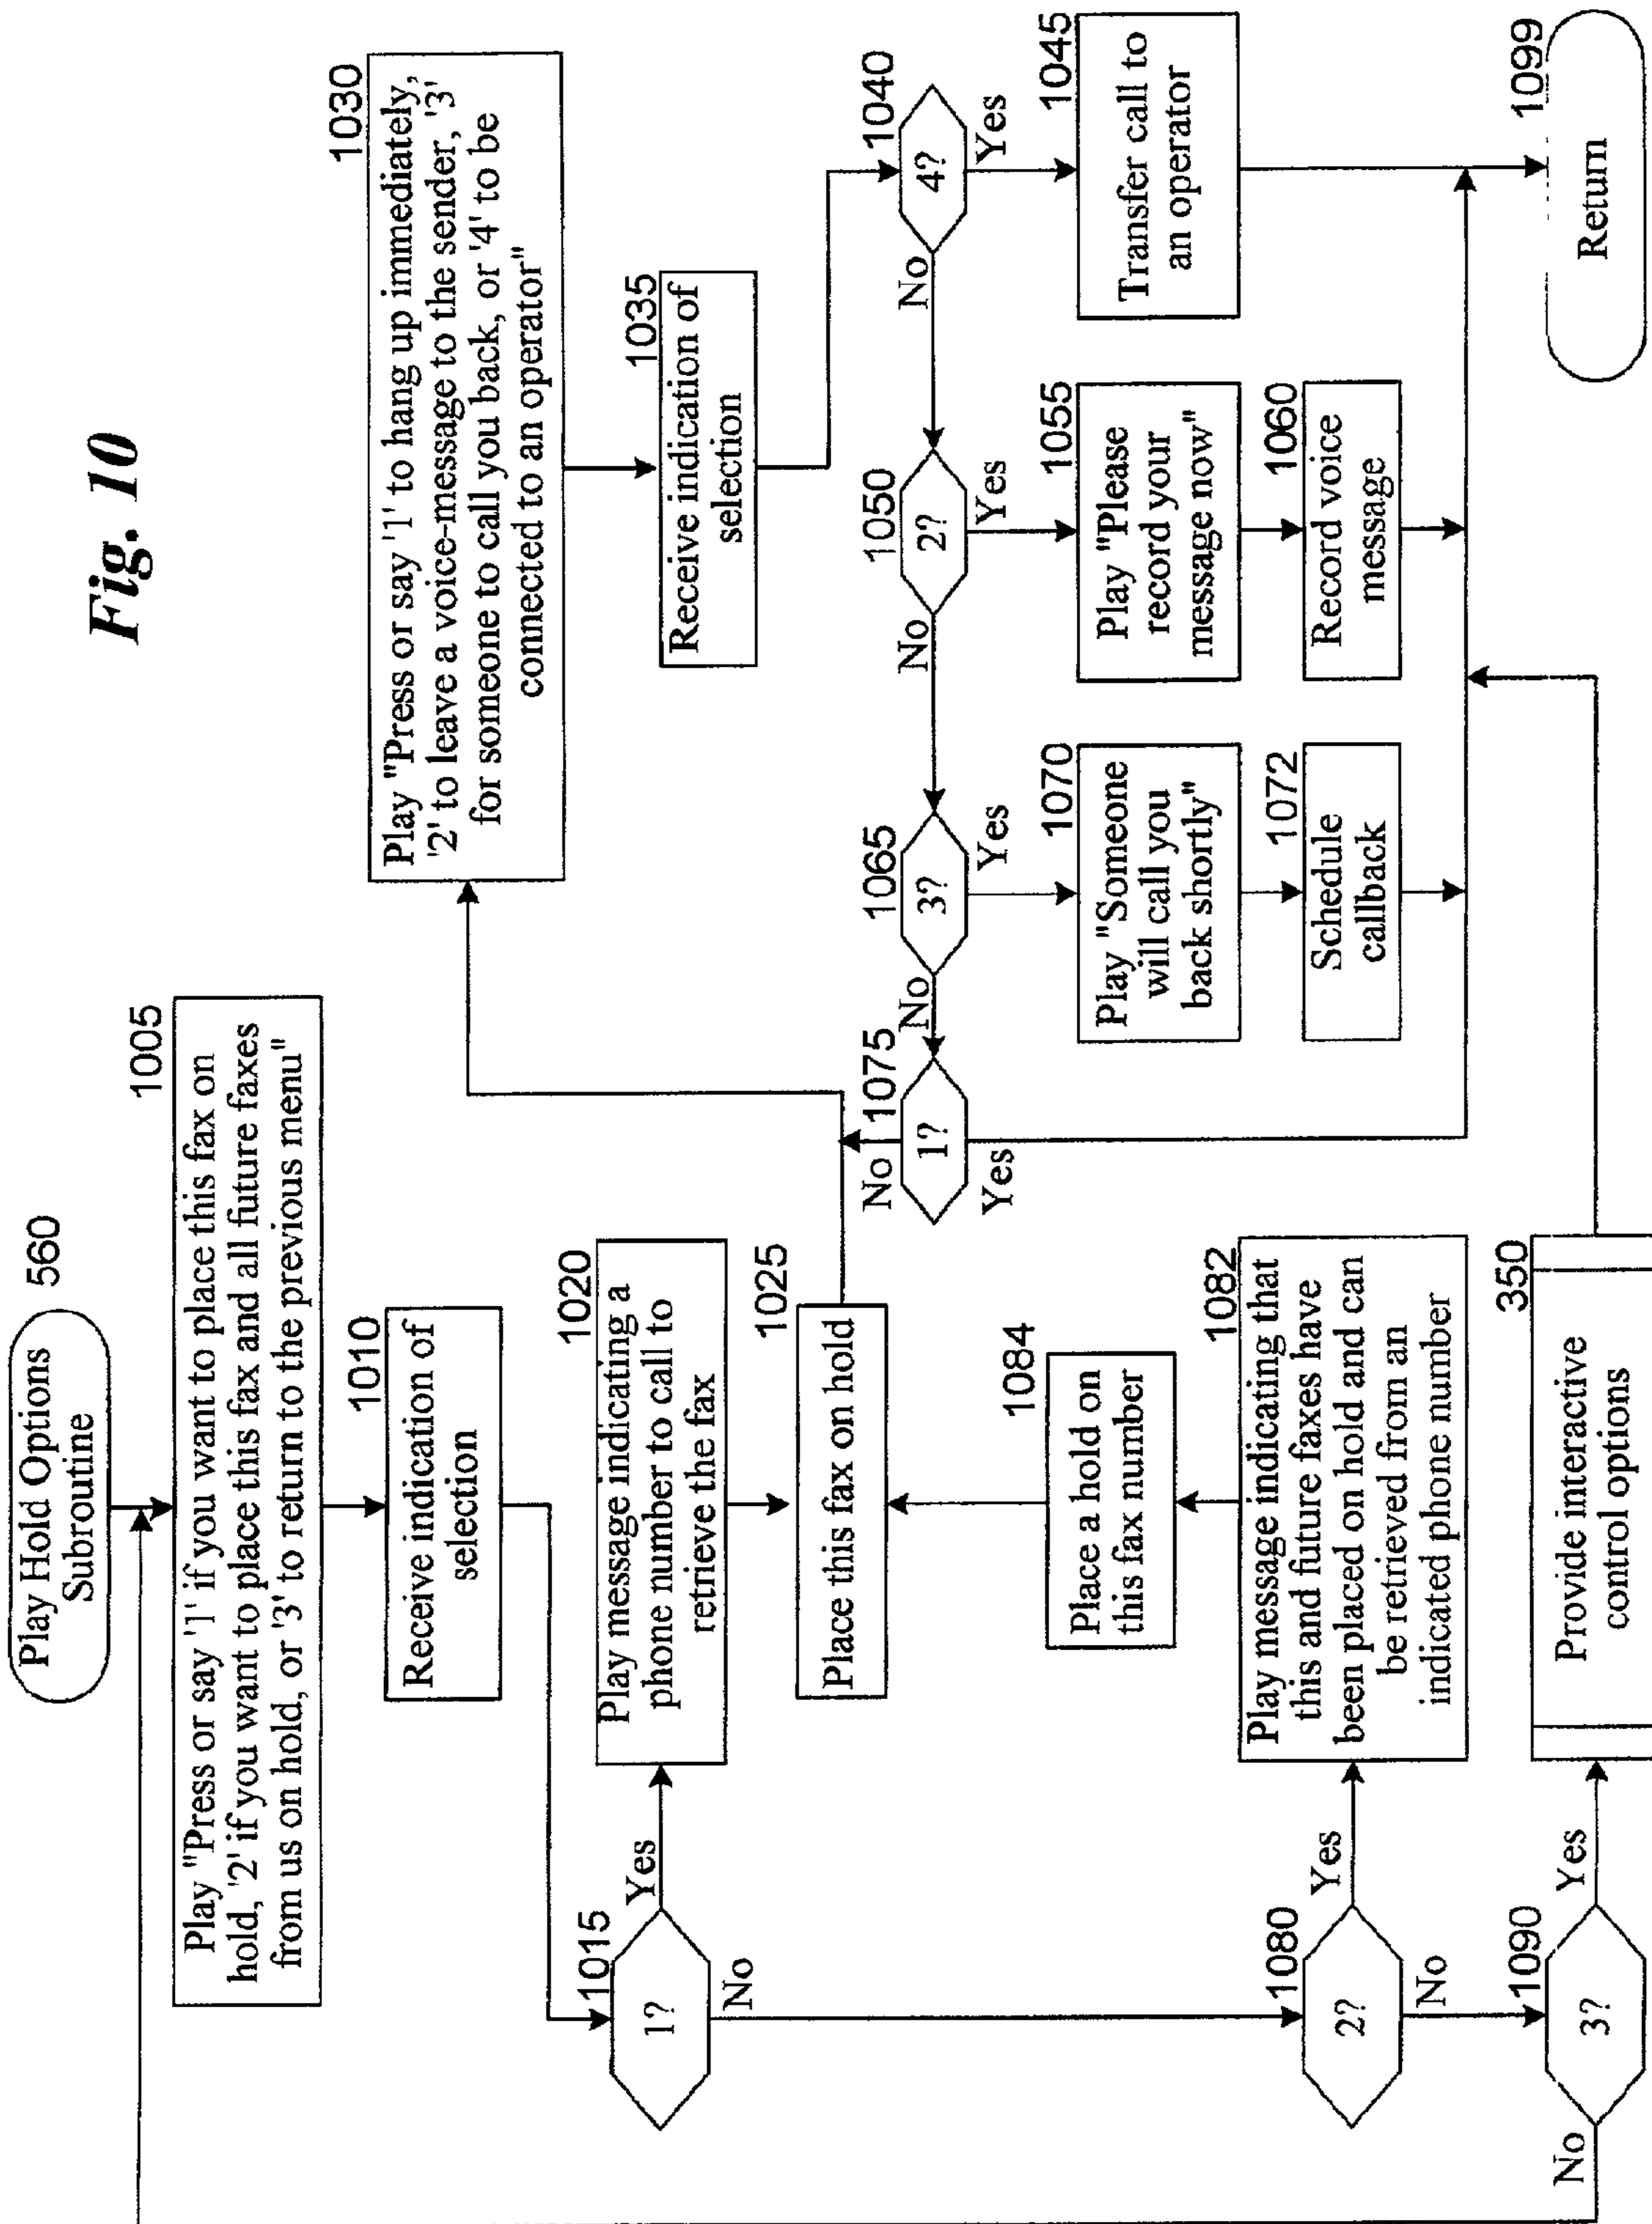 Fig. 10
Play Hold Options
Subroutine
560
1005
Play "Press or say '1' if you want to place this fax on
hold, '2' if you want to place this fax and all future faxes
from us on hold, or '3' to return to the previous menu"
1010
Receive indication of
selection
1015
1?
Yes
No
1020
Play message indicating a
phone number to call to
retrieve the fax
1025
Place this fax on hold
1084
Place a hold on
this fax number
1080
2?
Yes
No
1082
Play message indicating that
this and future faxes have
been placed on hold and can
be retrieved from an
indicated phone number
1090
3?
Yes
No
350
Provide interactive
control options
1030
Play "Press or say '1' to hang up immediately,
'2' to leave a voice-message to the sender, '3'
for someone to call you back, or '4' to be
connected to an operator"
1035
Receive indication of
selection
1040
4?
Yes
No
1045
Transfer call to
an operator
1050
2?
Yes
No
1055
Play "Please
record your
message now"
1060
Record voice
message
1065
3?
Yes
No
1070
Play "Someone
will call you
back shortly"
1072
Schedule
callback
1075
1?
No
Yes
1099
Return